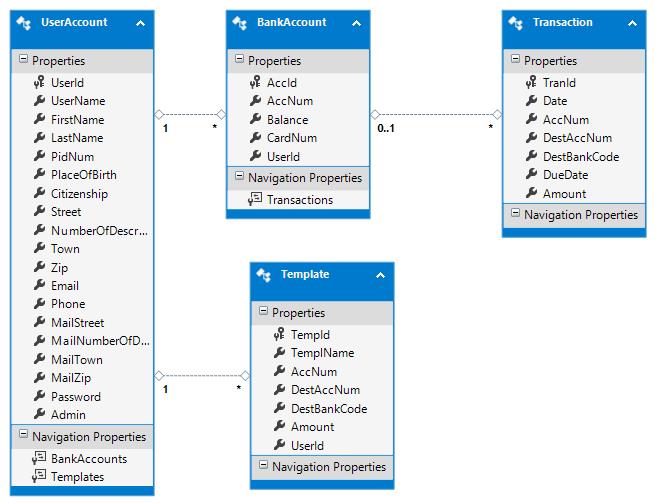 UserAccount
Properties
UserId
UserName
FirstName
LastName
PidNum
PlaceOfBirth
Citizenship
Street
NumberOfDescr...
Town
Zip
Email
Phone
MailStreet
MailNumberOfD...
MailTown
MailZip
Password
Admin
Navigation Properties
BankAccounts
Templates
1
*
BankAccount
Properties
AccId
AccNum
Balance
CardNum
UserId
Navigation Properties
Transactions
0..1
*
Transaction
Properties
TranId
Date
AccNum
DestAccNum
DestBankCode
DueDate
Amount
Navigation Properties
1
*
Template
Properties
TempId
TemplName
AccNum
DestAccNum
DestBankCode
Amount
UserId
Navigation Properties